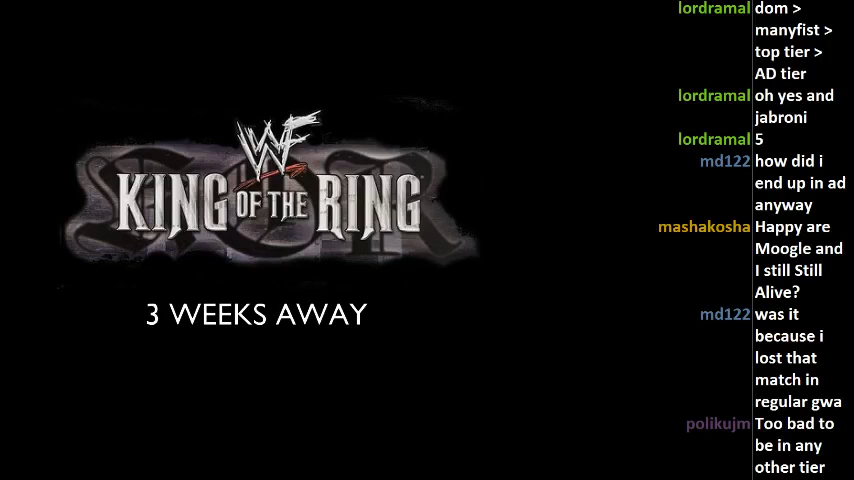 WF
KING OF THE RING
3 WEEKS AWAY
lordramal dom >
manyfist >
top tier >
AD tier
lordramal oh yes and
jabroni
lordramal 5
md122 how did i
end up in ad
anyway
mashakosha Happy are
Moogle and
I still Still
Alive?
md122 was it
because i
lost that
match in
regular gwa
polikujm Too bad to
be in any
other tier